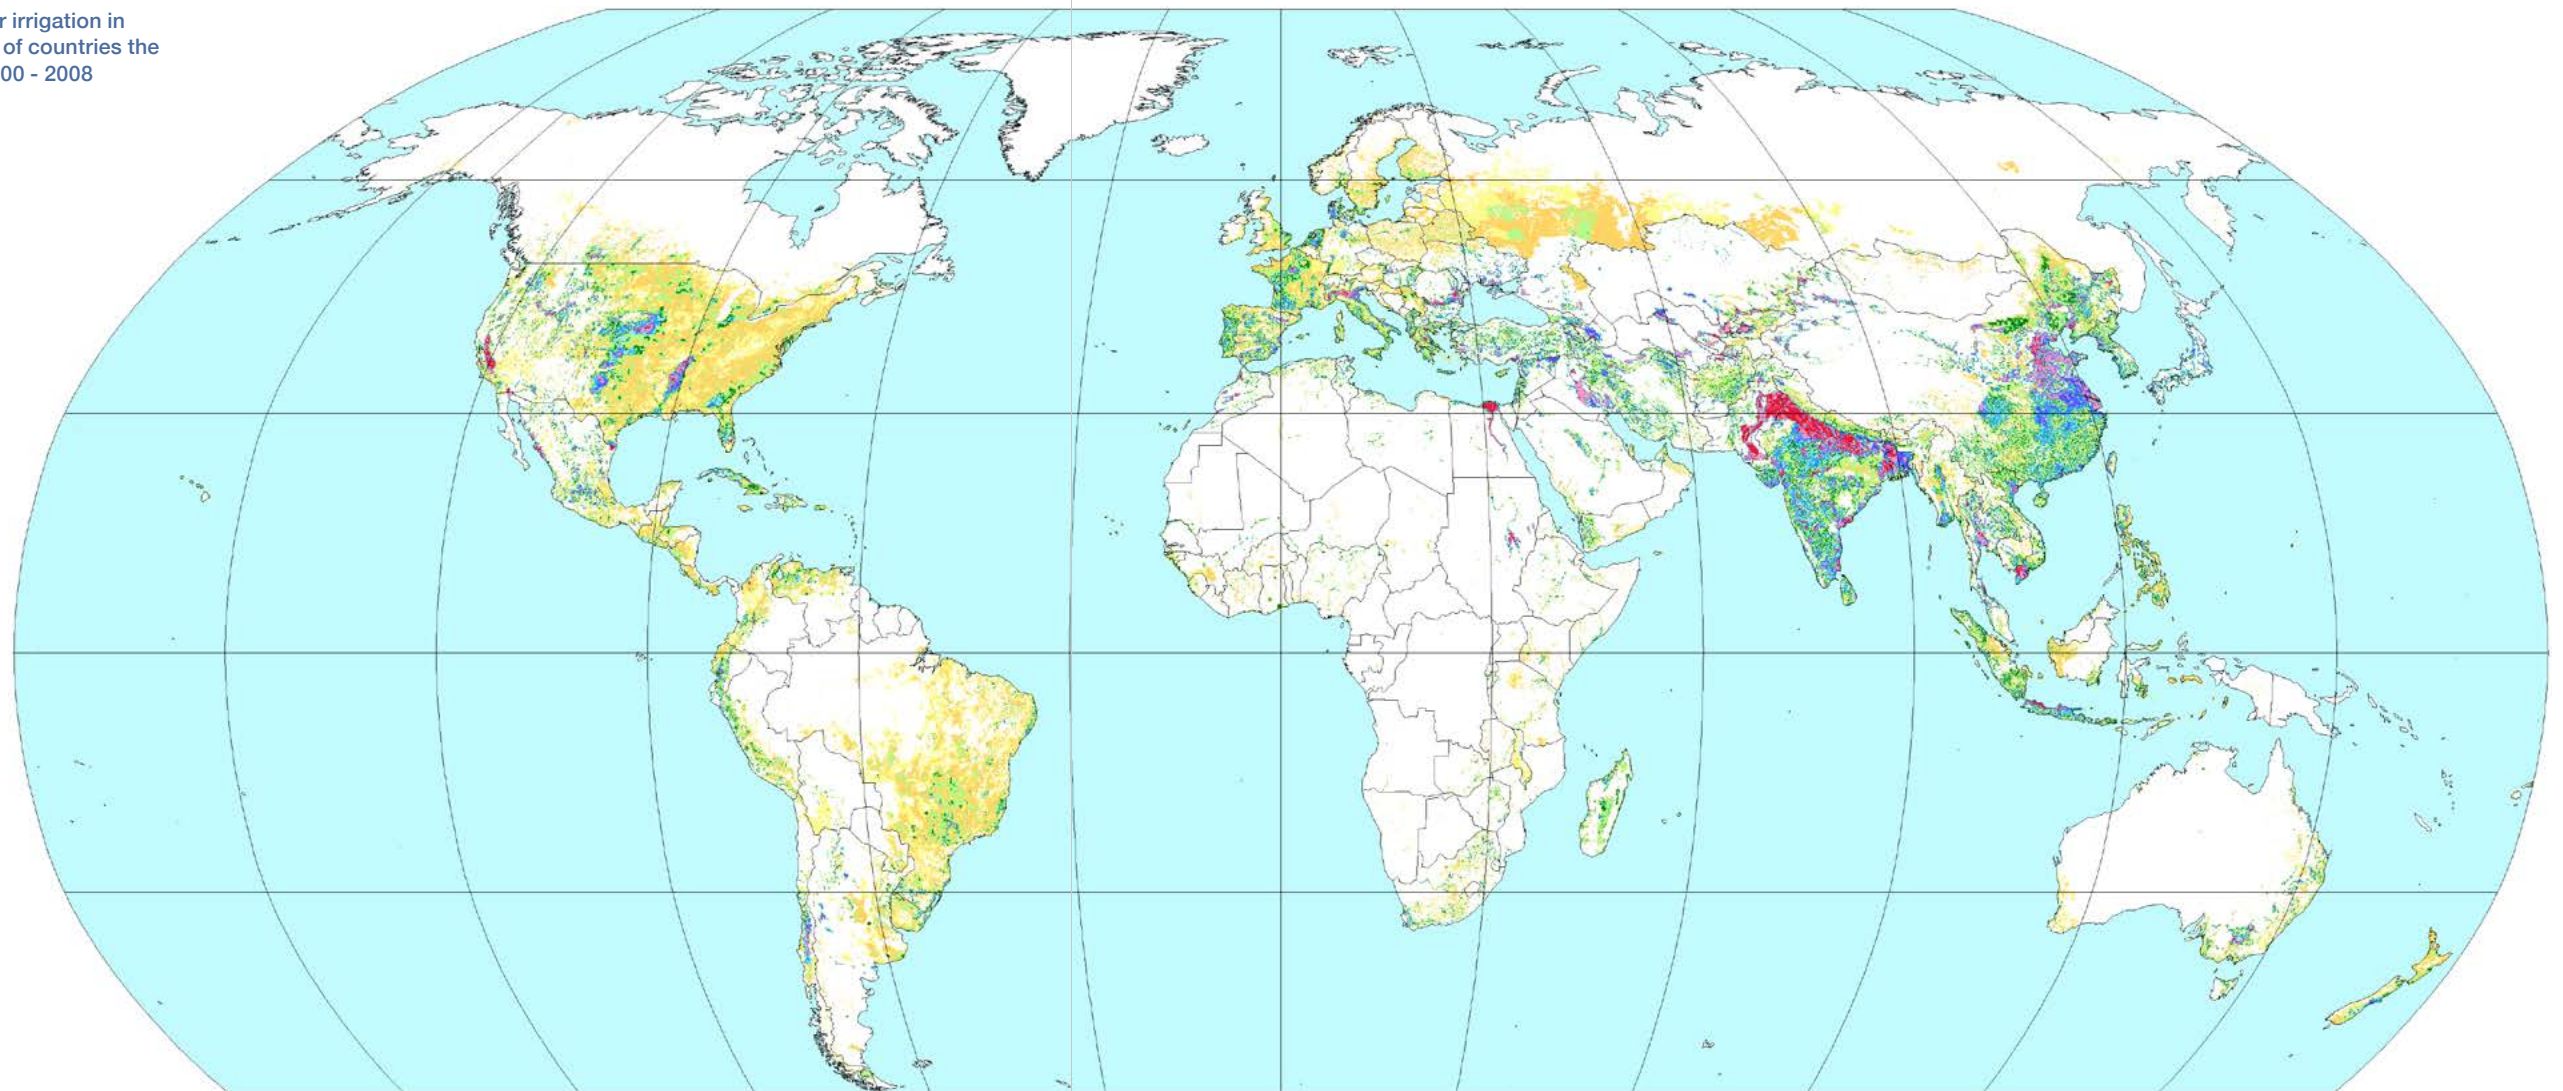 r irrigation in
of countries the
00 - 2008